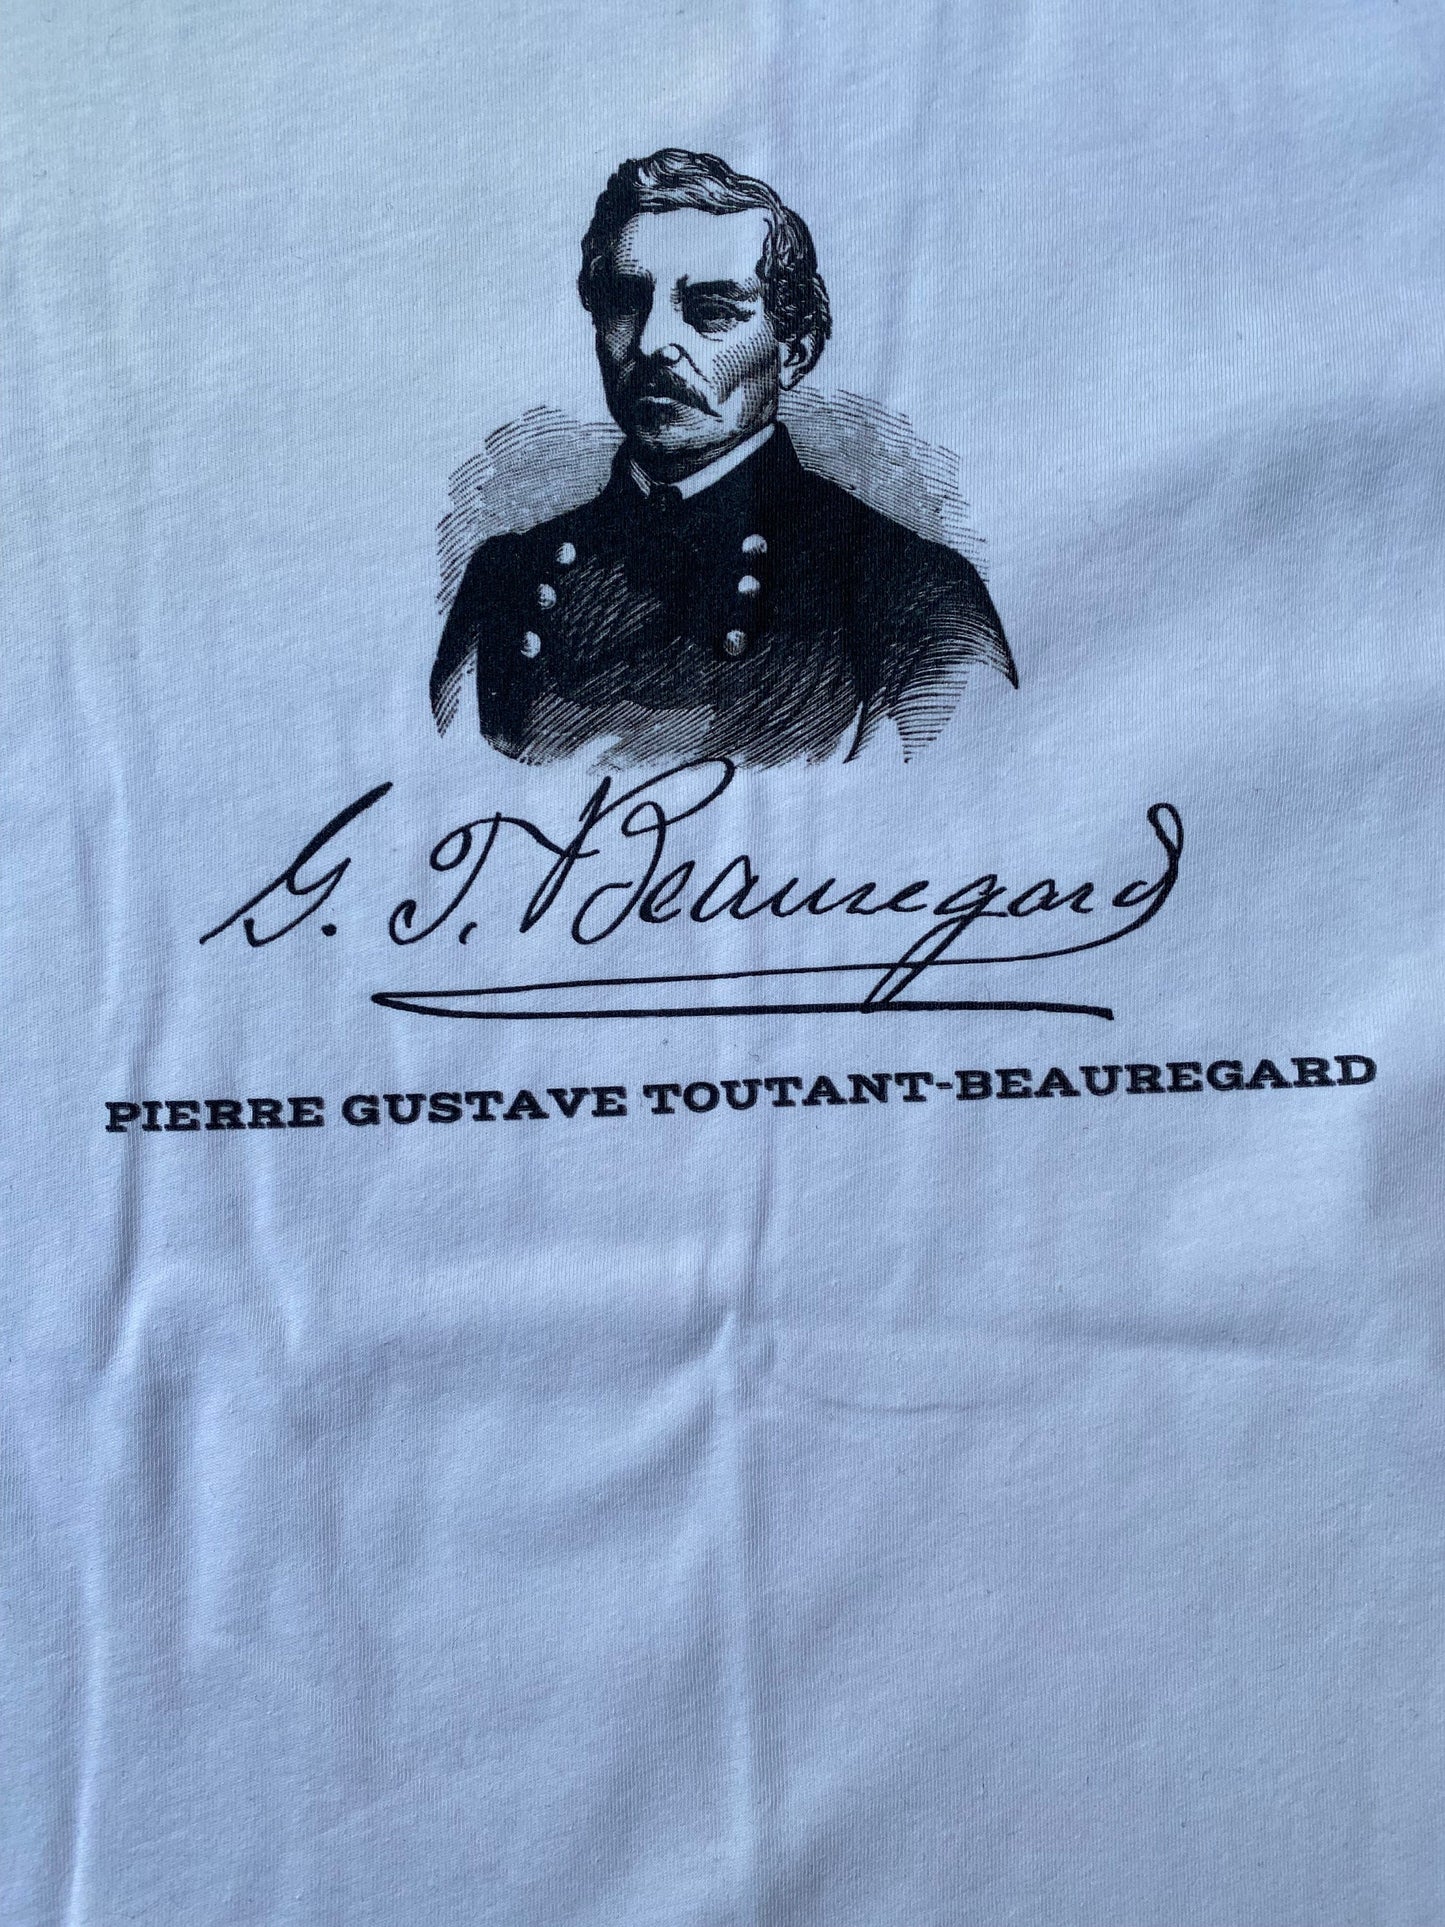 G. T. Beauregard
PIERRE GUSTAVE TOUTANT-BEAUREGARD